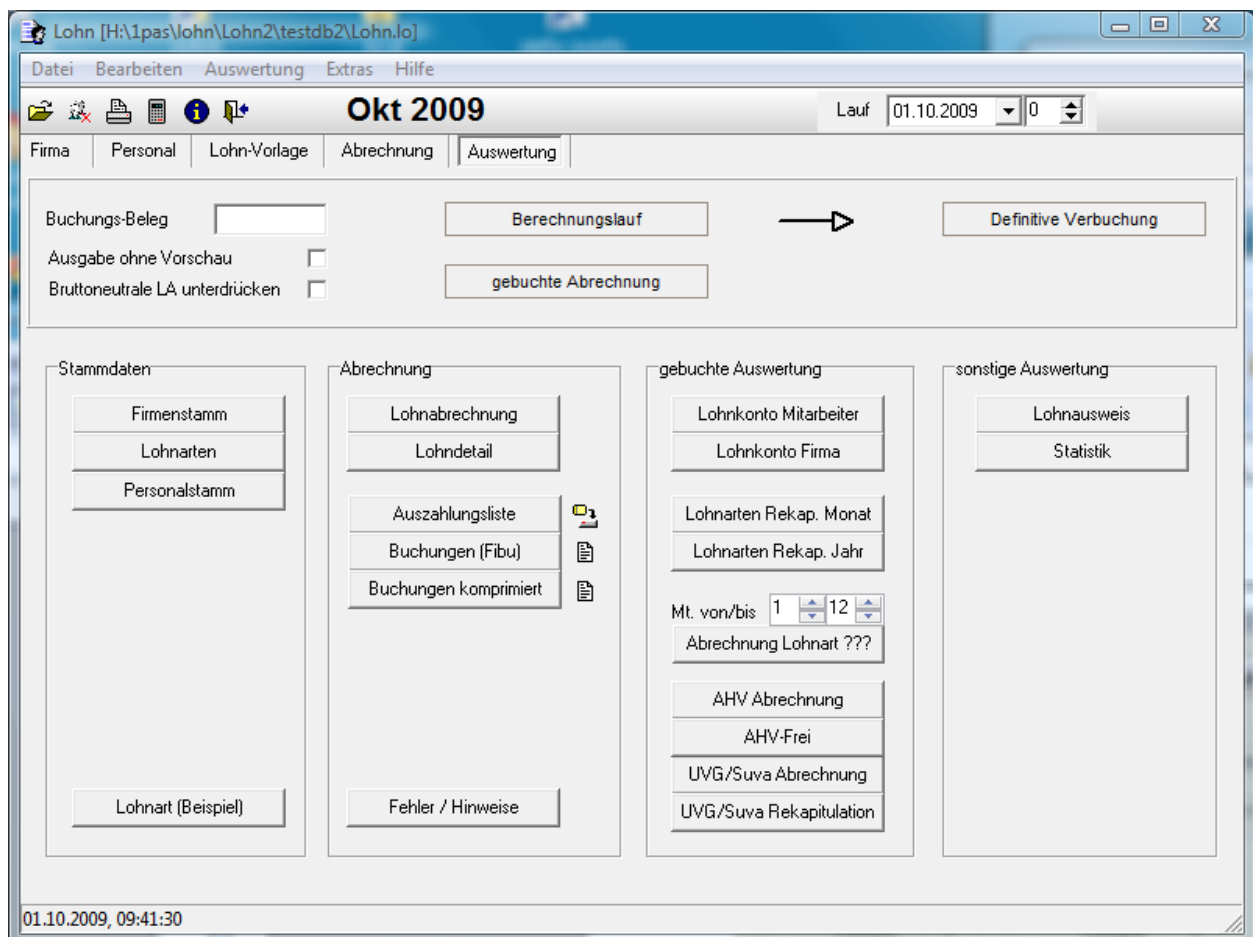 Lohn [H:\1pas\lohn\Lohn2\testdb2\Lohn.lo]
Datei Bearbeiten Auswertung Extras Hilfe
Okt 2009 Lauf 01.10.2009 0
Firma Personal Lohn-Vorlage Abrechnung Auswertung
Buchungs-Beleg Berechnungslauf Definitive Verbuchung
Ausgabe ohne Vorschau
gebuchte Abrechnung
Bruttoneutrale LA unterdrücken
Stammdaten
Firmenstamm
Lohnarten
Personalstamm
Lohnart (Beispiel)
Abrechnung
Lohnabrechnung
Lohndetail
Auszahlungsliste
Buchungen (Fibu)
Buchungen komprimiert
Fehler / Hinweise
gebuchte Auswertung
Lohnkonto Mitarbeiter
Lohnkonto Firma
Lohnarten Rekap. Monat
Lohnarten Rekap. Jahr
Mt. von/bis 1 12
Abrechnung Lohnart ???
AHV Abrechnung
AHV-Frei
UVG/Suva Abrechnung
UVG/Suva Rekapitulation
sonstige Auswertung
Lohnausweis
Statistik
01.10.2009, 09:41:30